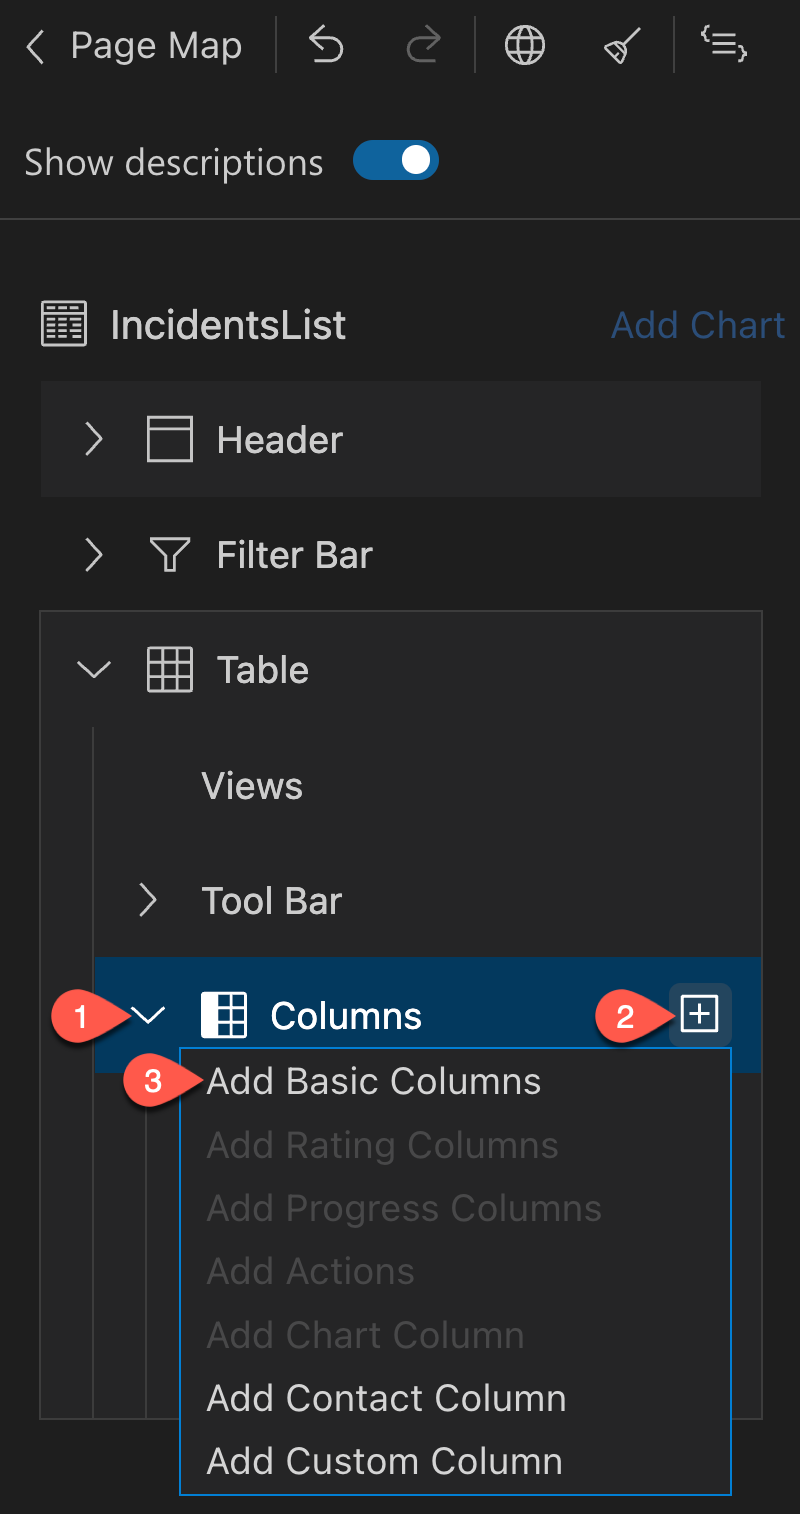 Page Map
Show descriptions
IncidentsList
Add Chart
Header
Filter Bar
Table
Views
Tool Bar
1 Columns 2
3 Add Basic Columns
Add Rating Columns
Add Progress Columns
Add Actions
Add Chart Column
Add Contact Column
Add Custom Column